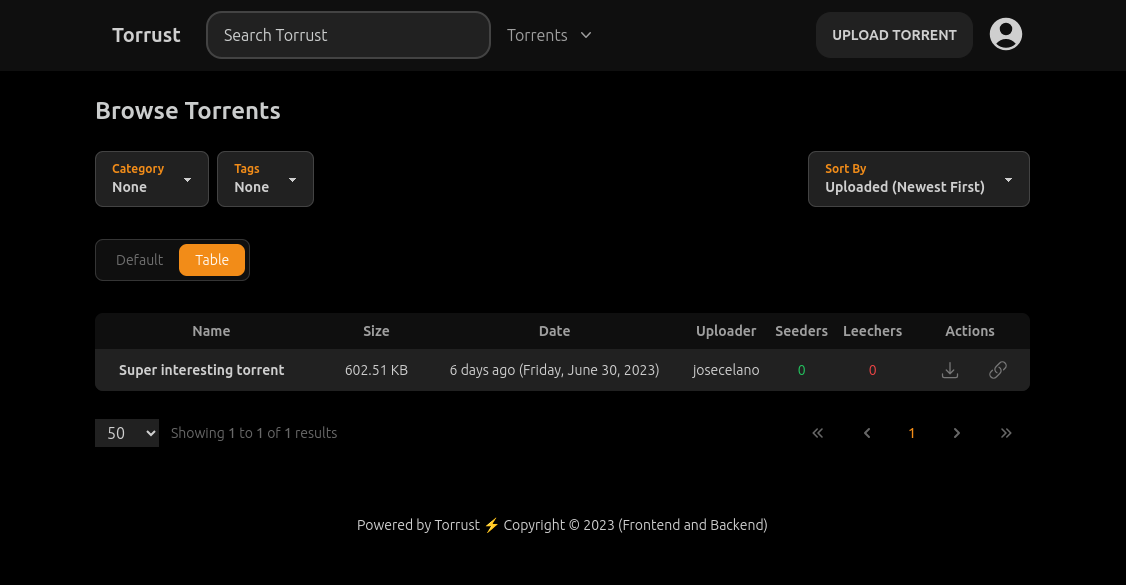 Torrust
Search Torrust
Torrents
UPLOAD TORRENT
Browse Torrents
Category
None
Tags
None
Sort By
Uploaded (Newest First)
Default
Table
Name Size Date Uploader Seeders Leechers Actions
Super interesting torrent 602.51 KB 6 days ago (Friday, June 30, 2023) josecelano 0 0
50 Showing 1 to 1 of 1 results « ‹ 1 › »
Powered by Torrust ⚡ Copyright © 2023 (Frontend and Backend)